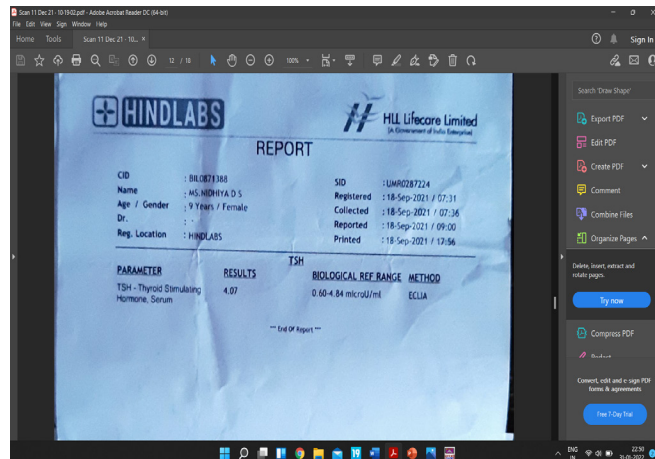 Scan 11 Dec 21 · 10-19-02.pdf - Adobe Acrobat Reader DC (64-bit)
File Edit View Sign Window Help
Home Tools Scan 11 Dec 21 · 10... × Sign In
12 / 18 100%
HINDLABS
HLL Lifecare Limited
(A Government of India Enterprise)
REPORT
CID : BIL0871388
Name : MS.NIDHIYA D S
Age / Gender : 9 Years / Female
Dr. : -
Reg. Location : HINDLABS
SID : UMR0287224
Registered : 18-Sep-2021 / 07:31
Collected : 18-Sep-2021 / 07:36
Reported : 18-Sep-2021 / 09:00
Printed : 18-Sep-2021 / 17:56
TSH
PARAMETER RESULTS BIOLOGICAL REF RANGE METHOD
TSH - Thyroid Stimulating 4.07 0.60-4.84 microU/ml ECLIA
Hormone, Serum
*** End Of Report ***
Search 'Draw Shape'
Export PDF
Edit PDF
Create PDF
Comment
Combine Files
Organize Pages
Delete, insert, extract and
rotate pages.
Try now
Compress PDF
Redact
Convert, edit and e-sign PDF
forms & agreements
Free 7-Day Trial
ENG
IN
22:50
31-01-2022